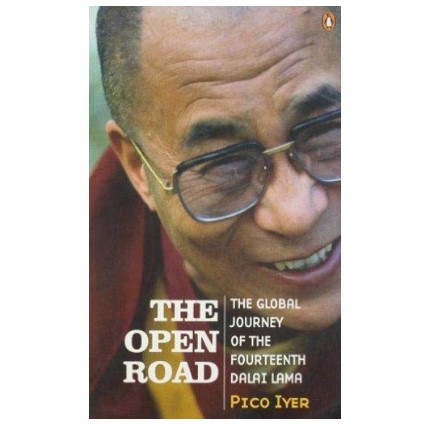 THE
OPEN
ROAD
THE GLOBAL
JOURNEY
OF THE
FOURTEENTH
DALAI LAMA
PICO IYER